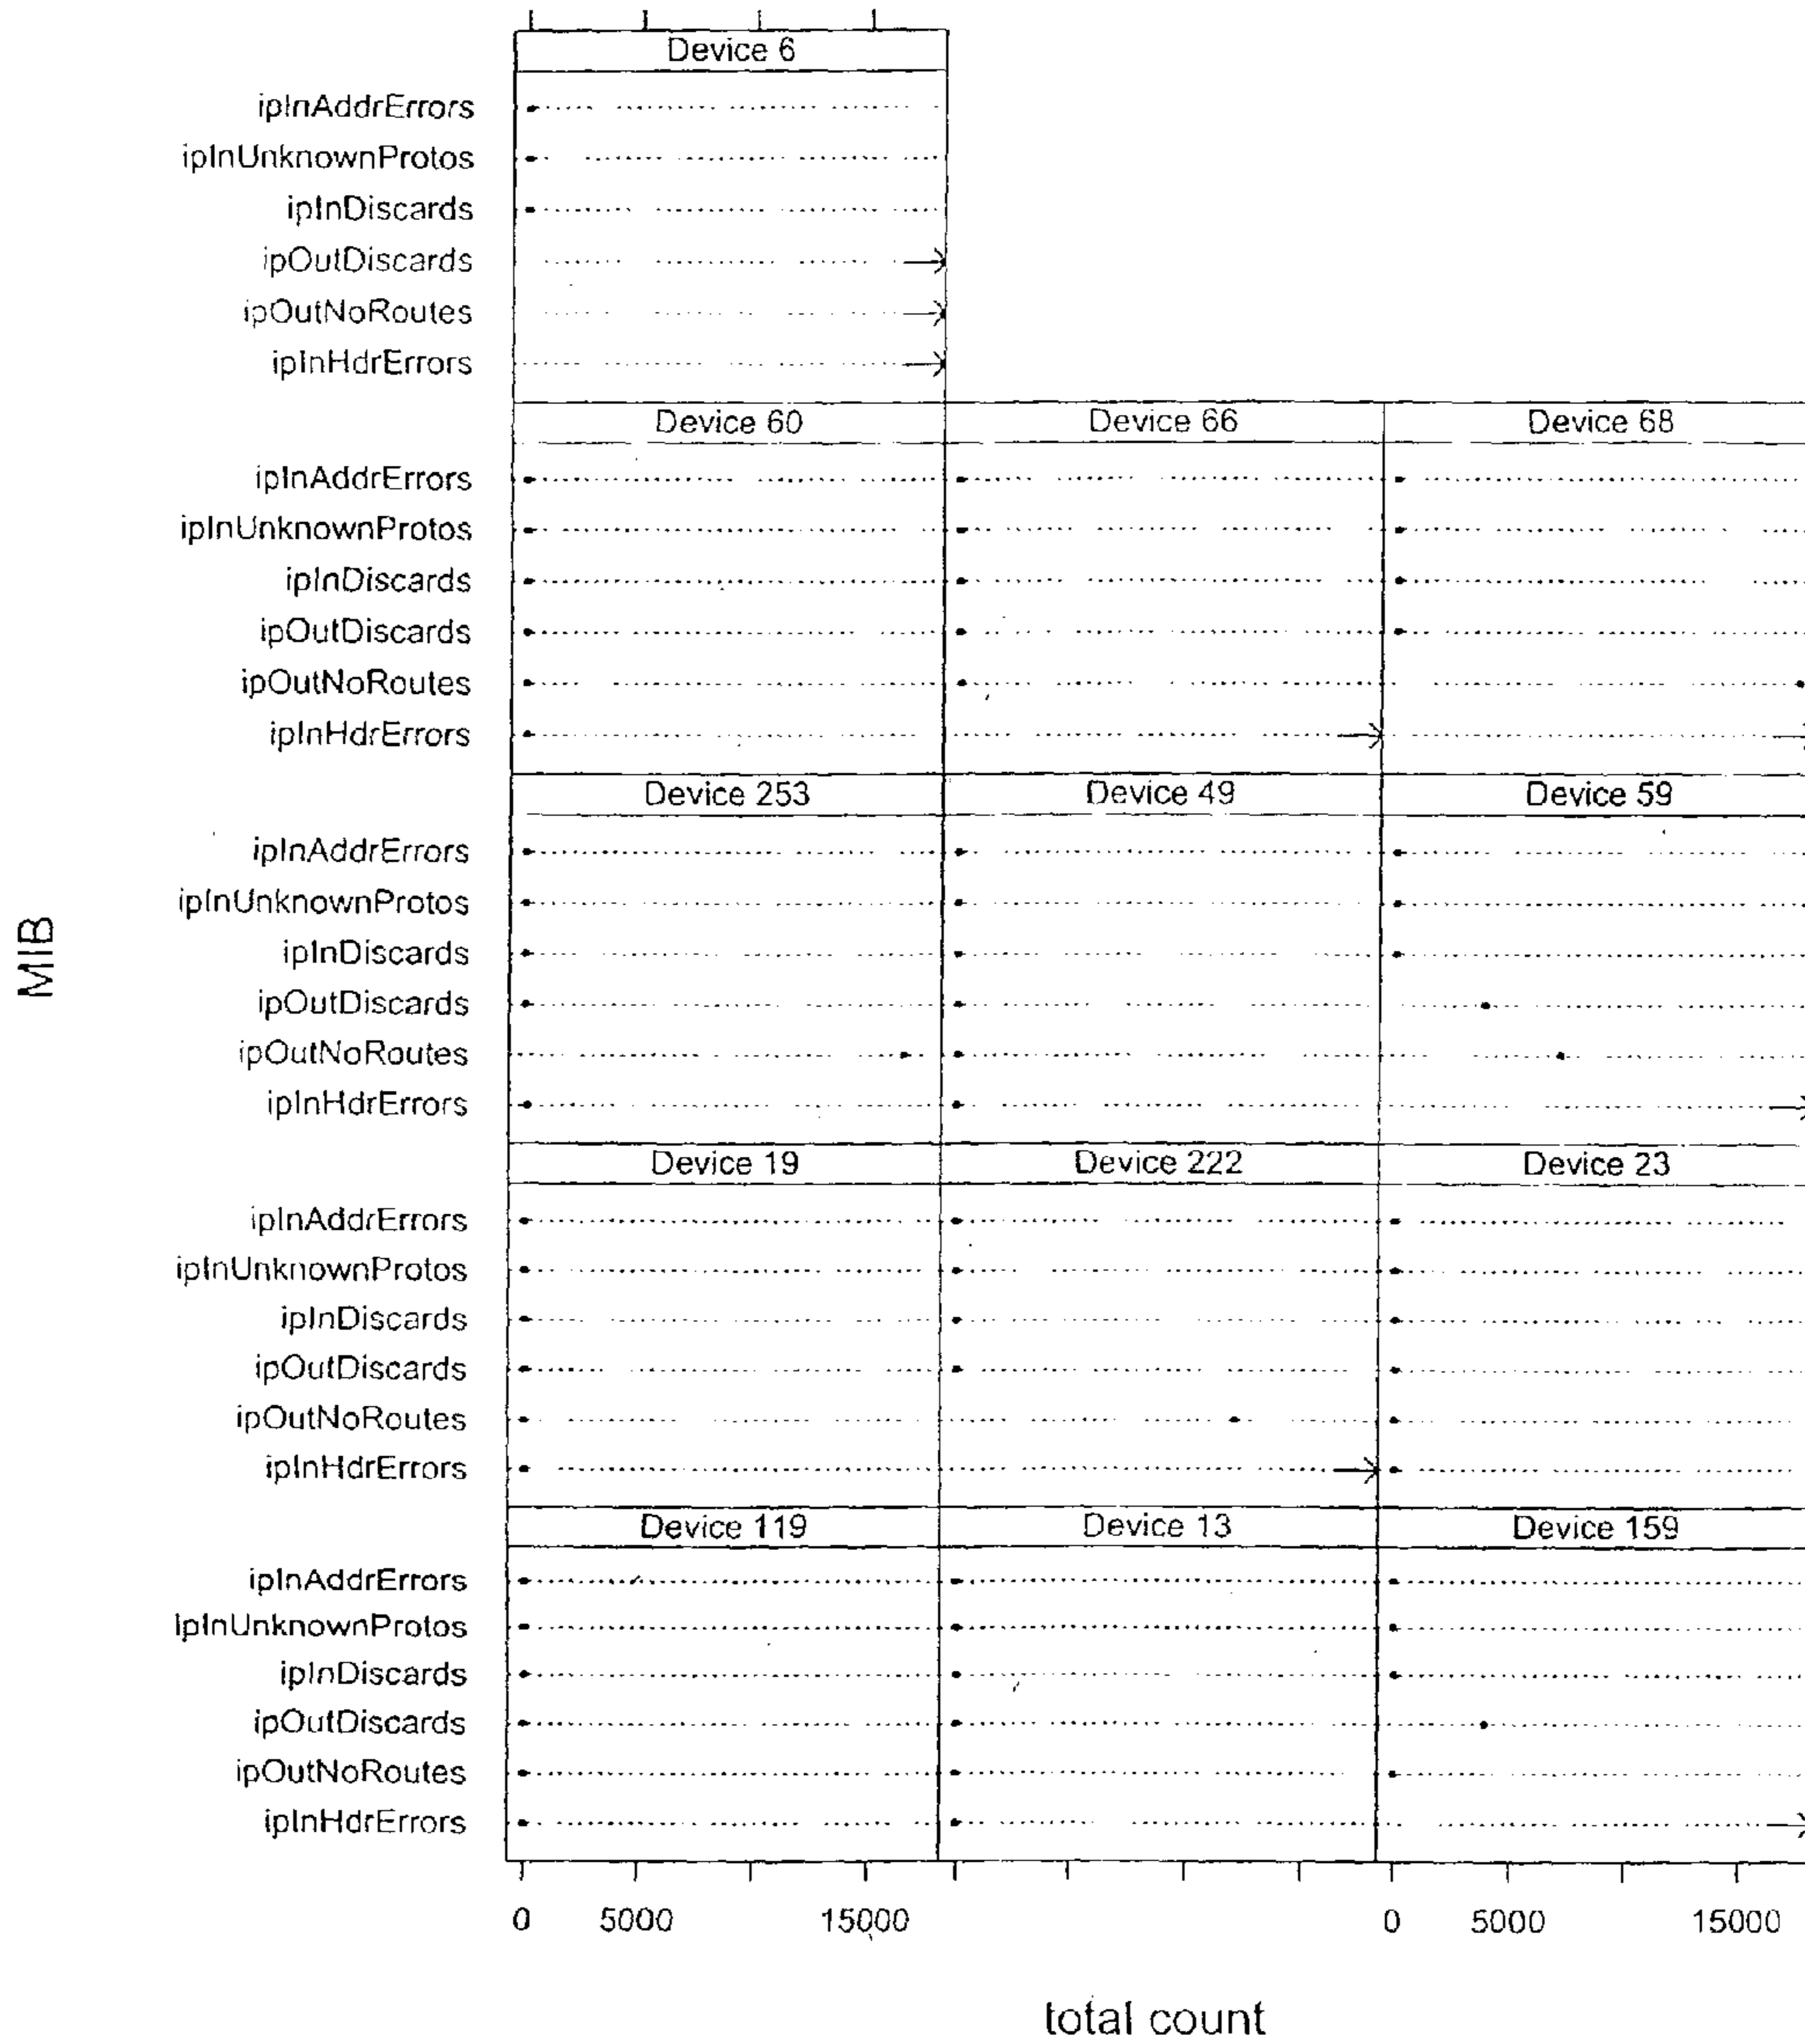 Device 6
ipInAddrErrors
ipInUnknownProtos
ipInDiscards
ipOutDiscards
ipOutNoRoutes
ipInHdrErrors
Device 60 Device 66 Device 68
ipInAddrErrors
ipInUnknownProtos
ipInDiscards
ipOutDiscards
ipOutNoRoutes
ipInHdrErrors
Device 253 Device 49 Device 59
ipInAddrErrors
ipInUnknownProtos
ipInDiscards
ipOutDiscards
ipOutNoRoutes
ipInHdrErrors
MIB
Device 19 Device 222 Device 23
ipInAddrErrors
ipInUnknownProtos
ipInDiscards
ipOutDiscards
ipOutNoRoutes
ipInHdrErrors
Device 119 Device 13 Device 159
ipInAddrErrors
ipInUnknownProtos
ipInDiscards
ipOutDiscards
ipOutNoRoutes
ipInHdrErrors
0 5000 15000 0 5000 15000
total count